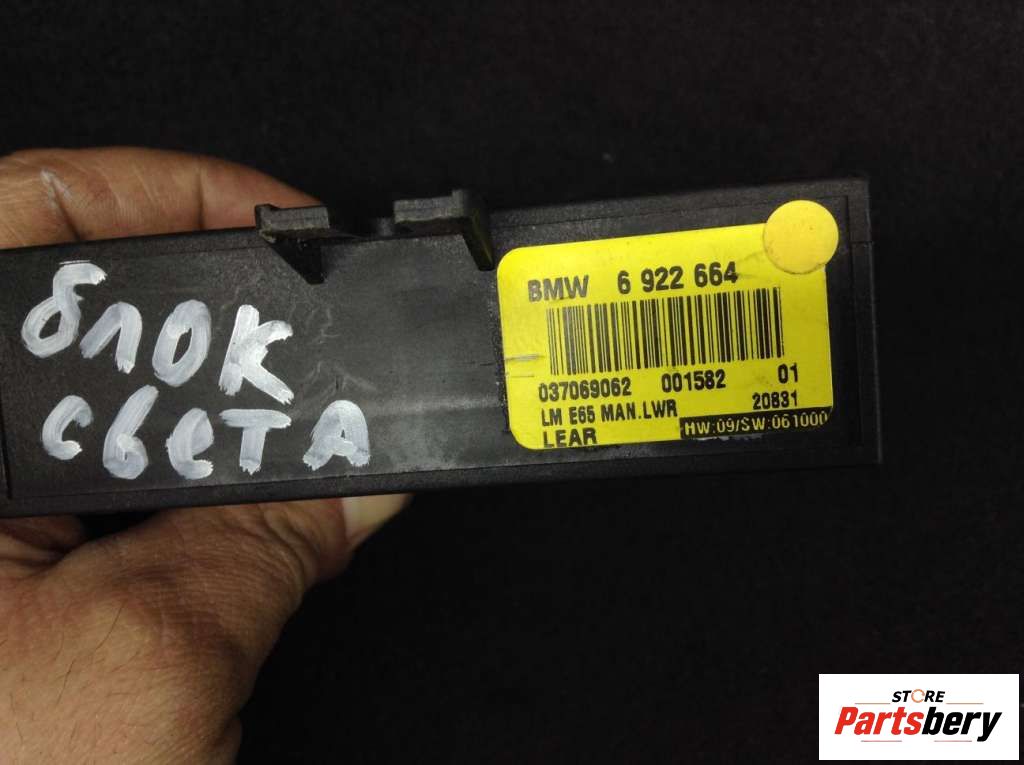 блок
света
BMW 6 922 664
037069062 001582 01
LM E65 MAN.LWR 20831
LEAR HW:09/SW:061000
STORE
Partsbery